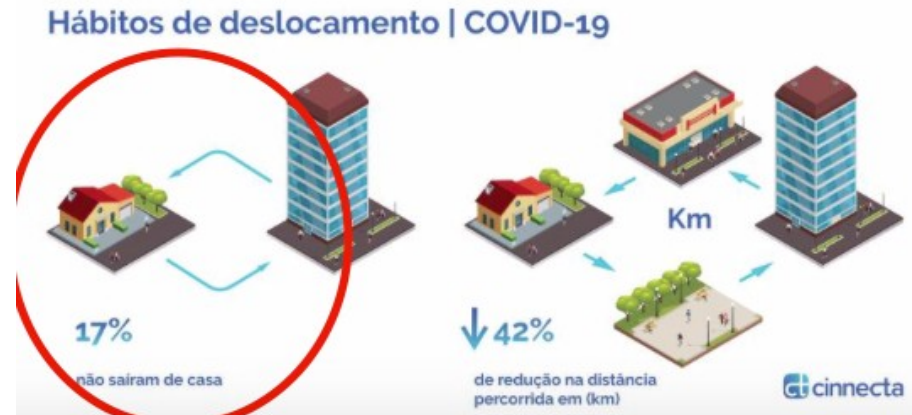 Hábitos de deslocamento | COVID-19
17%
não saíram de casa
Km
42%
de redução na distância
percorrida em (km)
cinnecta